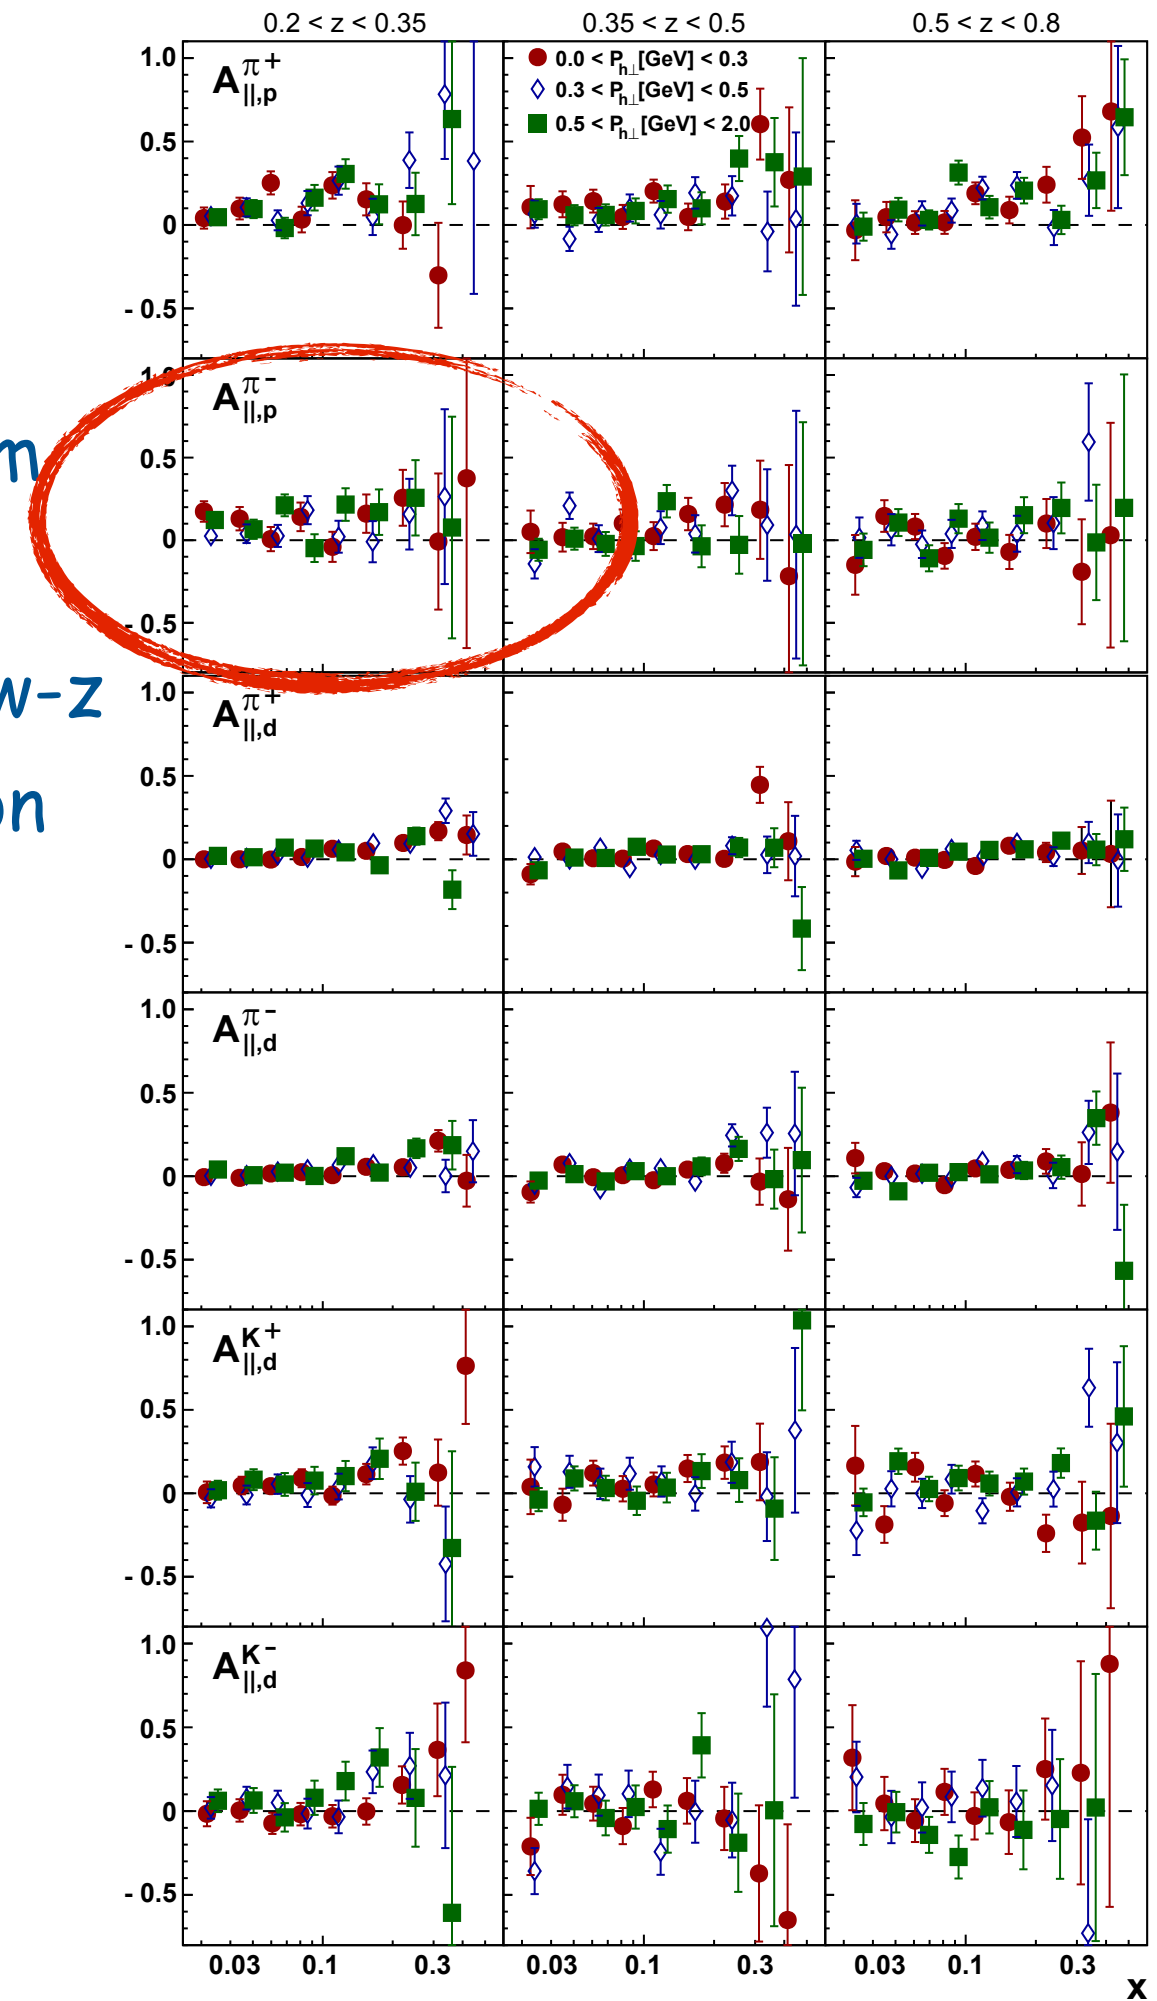 0.2 < z < 0.35 0.35 < z < 0.5 0.5 < z < 0.8
1.0 A^{π+}_{||,p}
0.0 < P_{h⊥}[GeV] < 0.3
0.3 < P_{h⊥}[GeV] < 0.5
0.5 < P_{h⊥}[GeV] < 2.0
0.5
0
- 0.5
1.0 A^{π-}_{||,p}
0.5
0
- 0.5
w-z
on
1.0 A^{π+}_{||,d}
0.5
0
- 0.5
1.0 A^{π-}_{||,d}
0.5
0
- 0.5
1.0 A^{K+}_{||,d}
0.5
0
- 0.5
1.0 A^{K-}_{||,d}
0.5
0
- 0.5
0.03 0.1 0.3 0.03 0.1 0.3 0.03 0.1 0.3
x